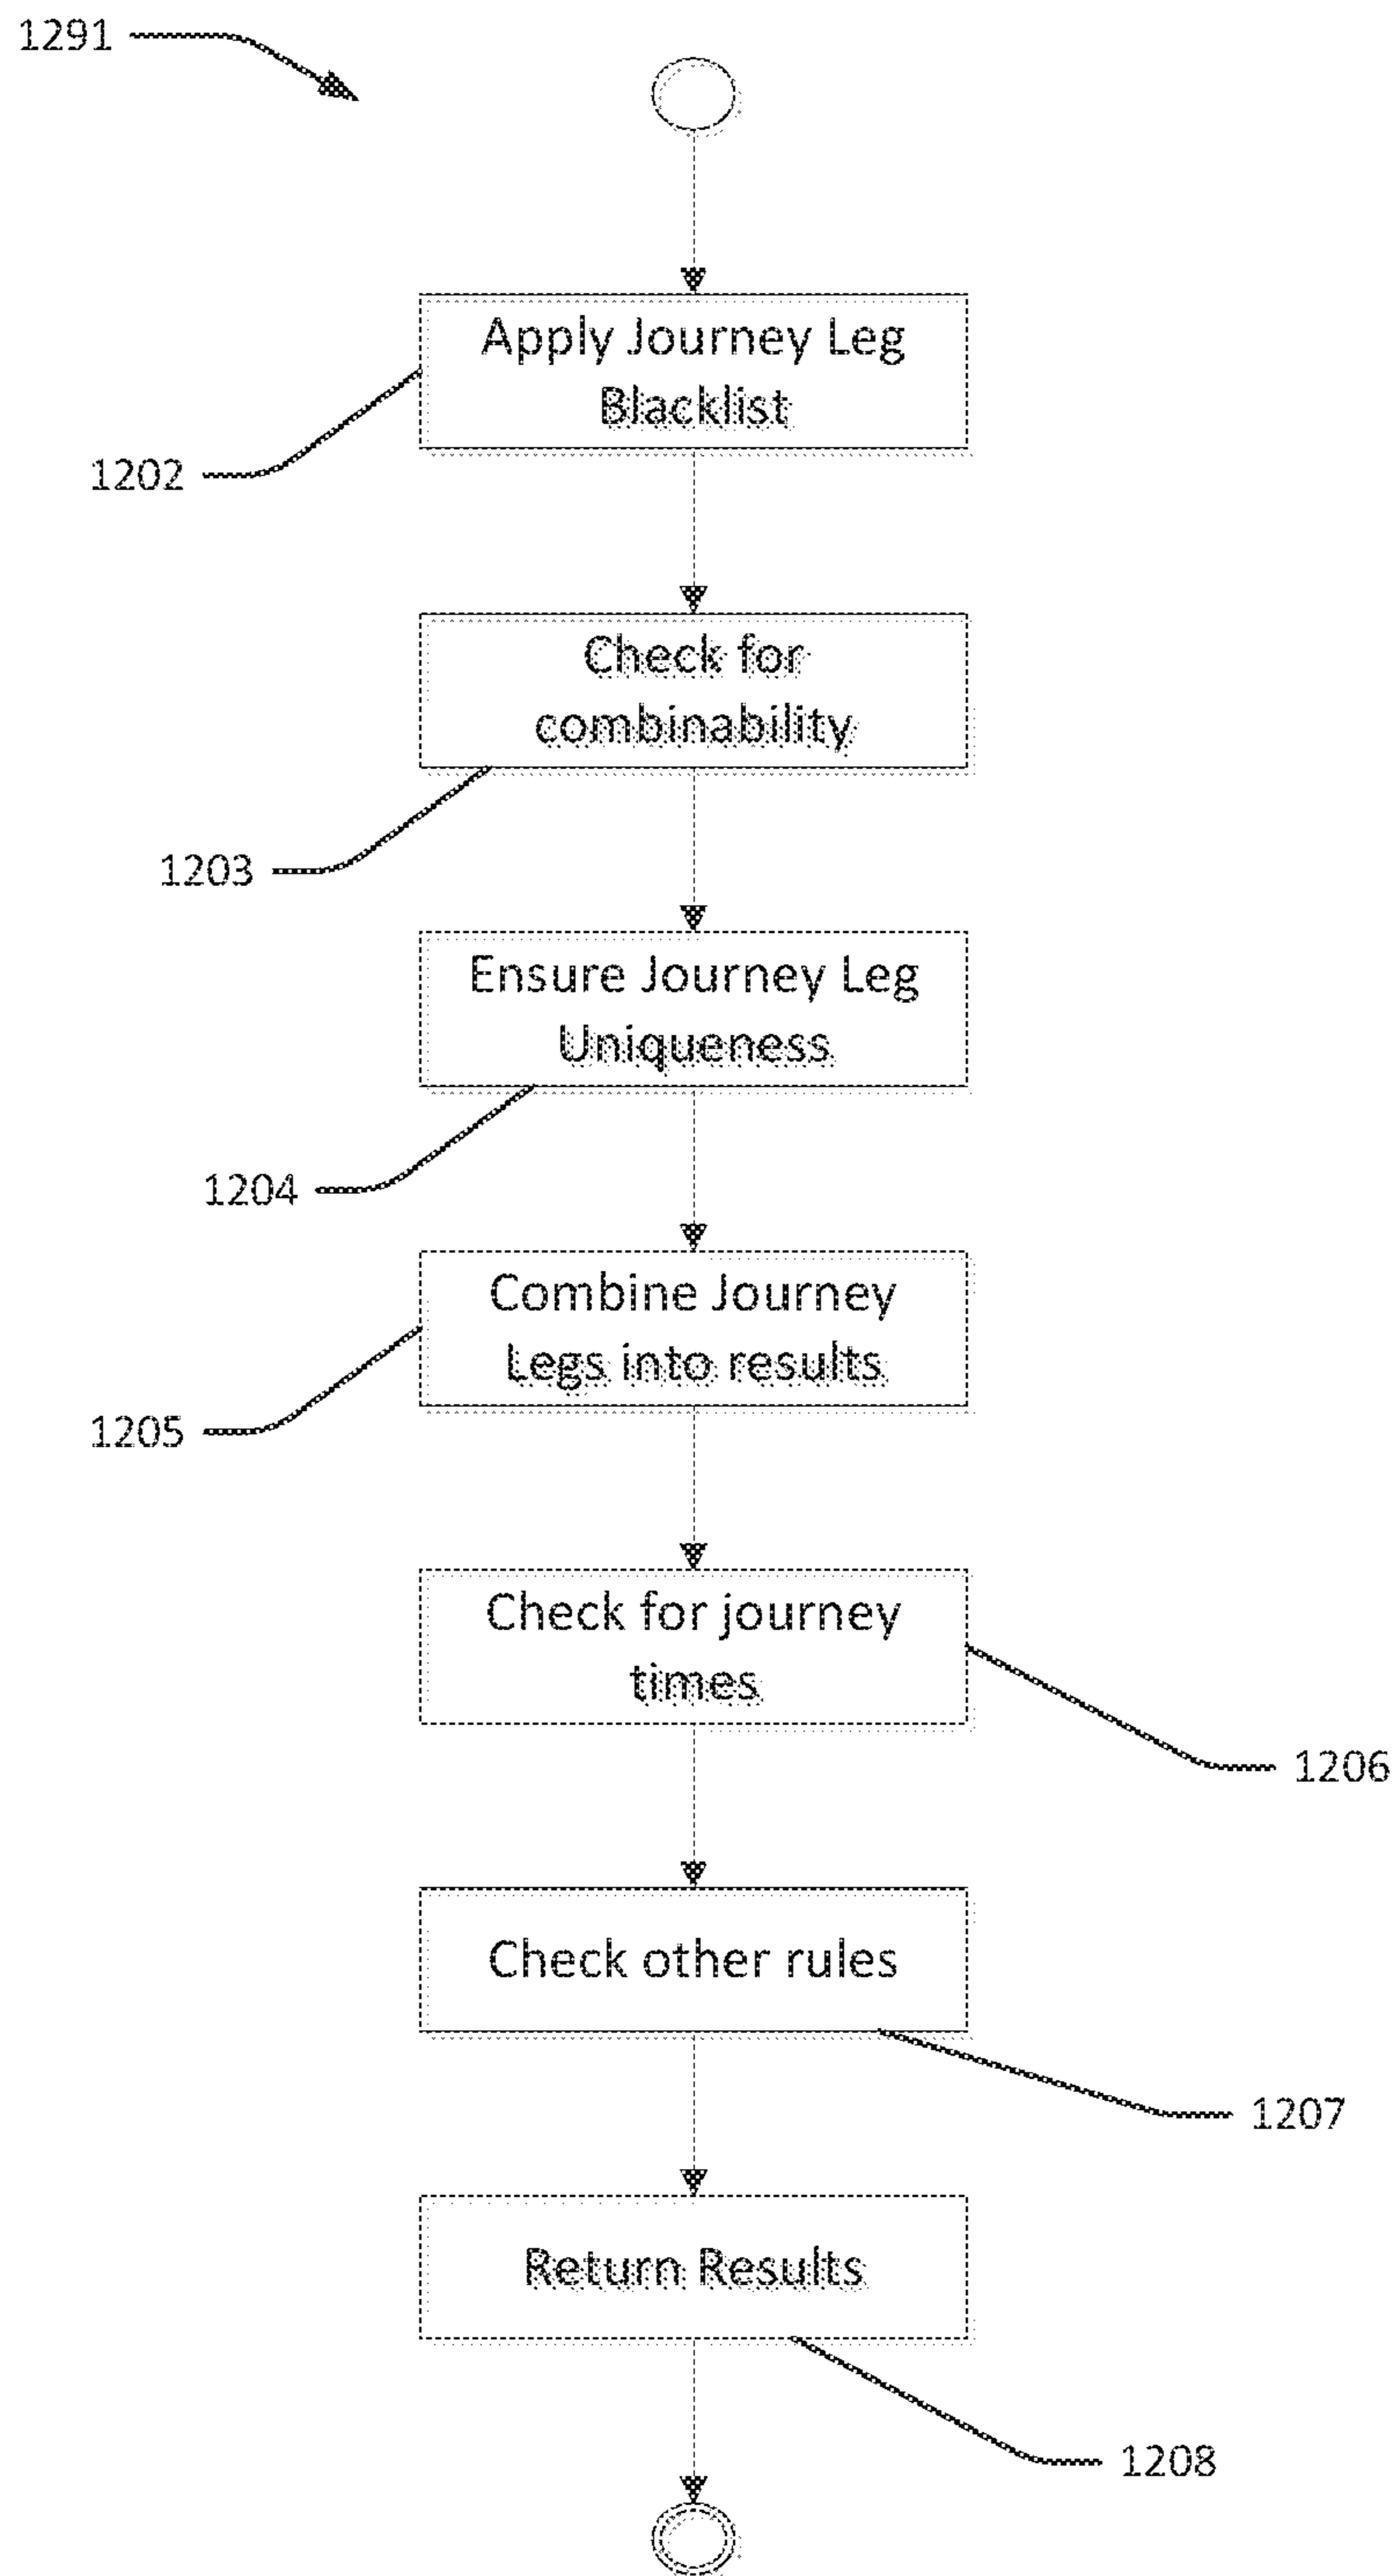 1291
Apply Journey Leg
Blacklist
1202
Check for
combinability
1203
Ensure Journey Leg
Uniqueness
1204
Combine Journey
Legs into results
1205
Check for journey
times
1206
Check other rules
1207
Return Results
1208